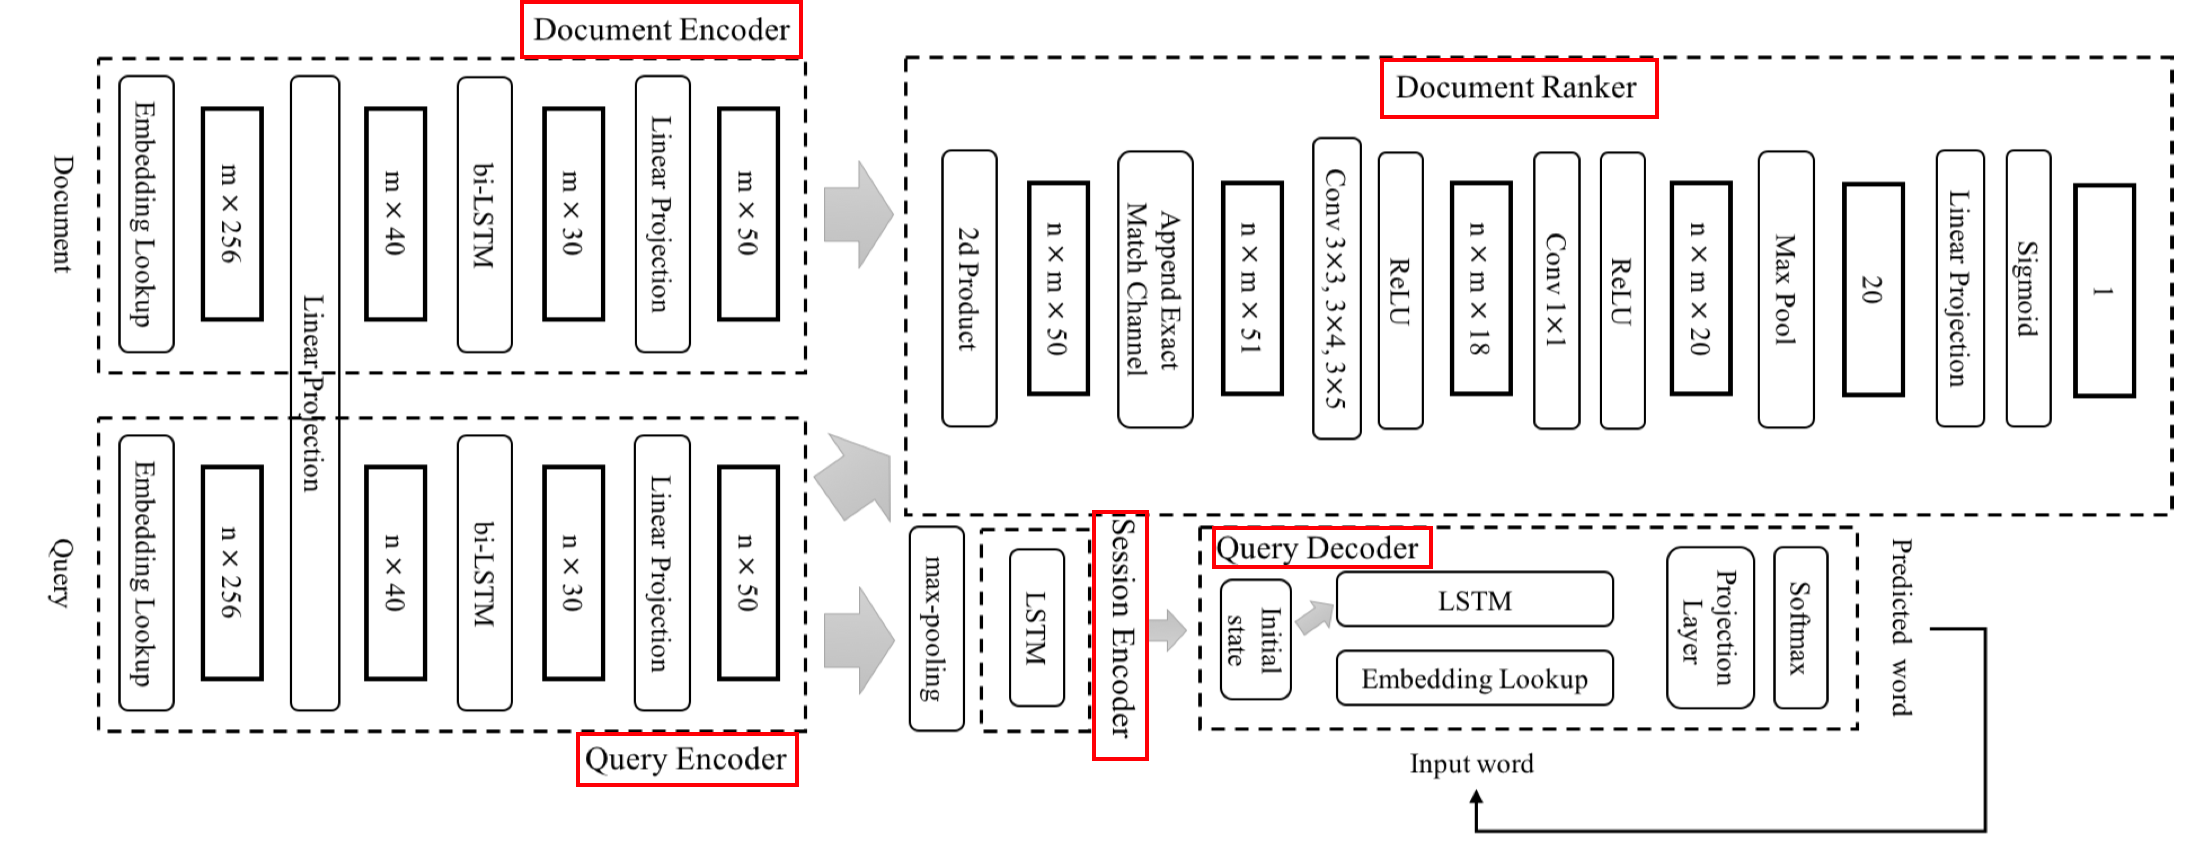 Document Encoder
Document
Embedding Lookup
m × 256
Linear Projection
m × 40
bi-LSTM
m × 30
Linear Projection
m × 50
Query
Embedding Lookup
n × 256
n × 40
bi-LSTM
n × 30
Linear Projection
n × 50
Query Encoder
Document Ranker
2d Product
n × m × 50
Append Exact
Match Channel
n × m × 51
Conv 3×3, 3×4, 3×5
ReLU
n × m × 18
Conv 1×1
ReLU
n × m × 20
Max Pool
20
Linear Projection
Sigmoid
1
max-pooling
LSTM
Session Encoder
Query Decoder
Initial
state
LSTM
Embedding Lookup
Projection
Layer
Softmax
Predicted word
Input word